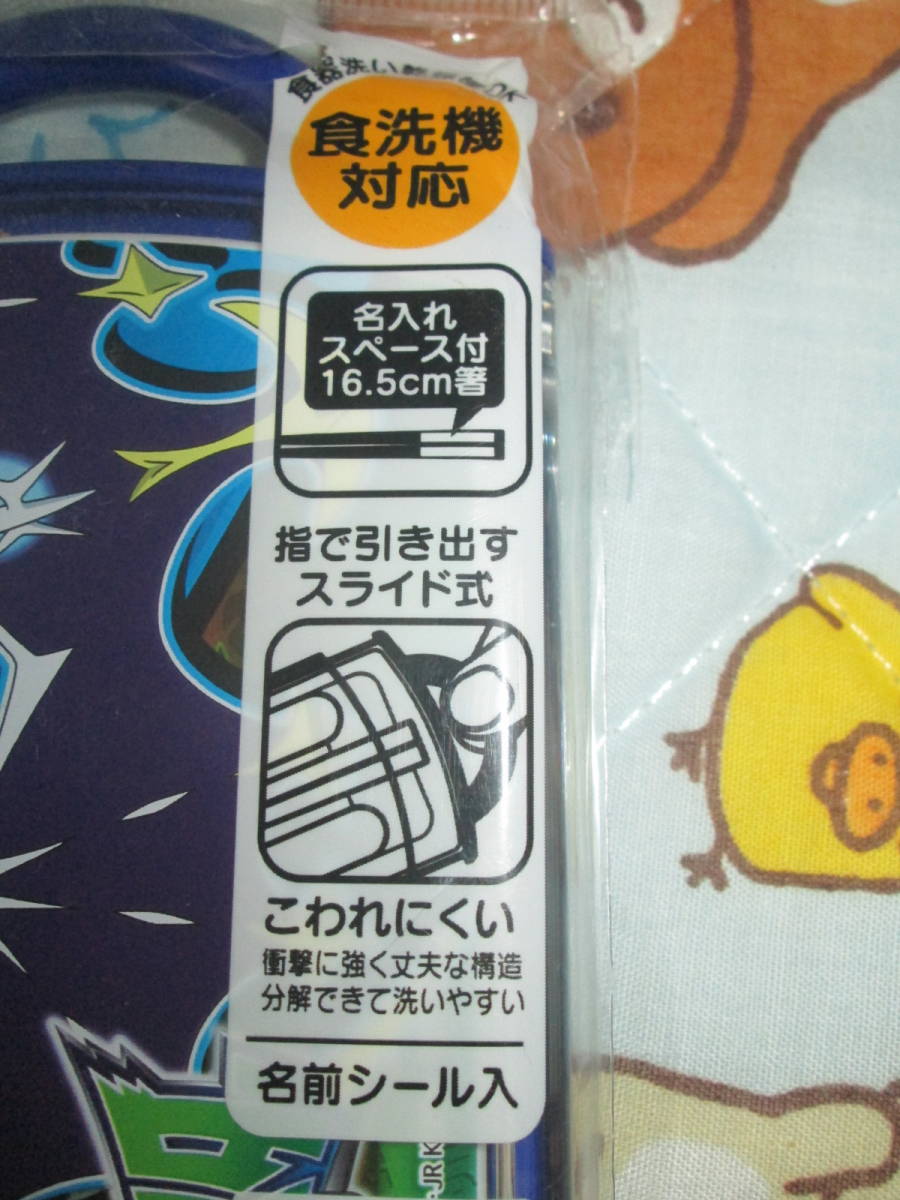 食洗機
対応
名入れ
スペース付
16.5cm箸
指で引き出す
スライド式
こわれにくい
衝撃に強く丈夫な構造
分解できて洗いやすい
名前シール入
JR K